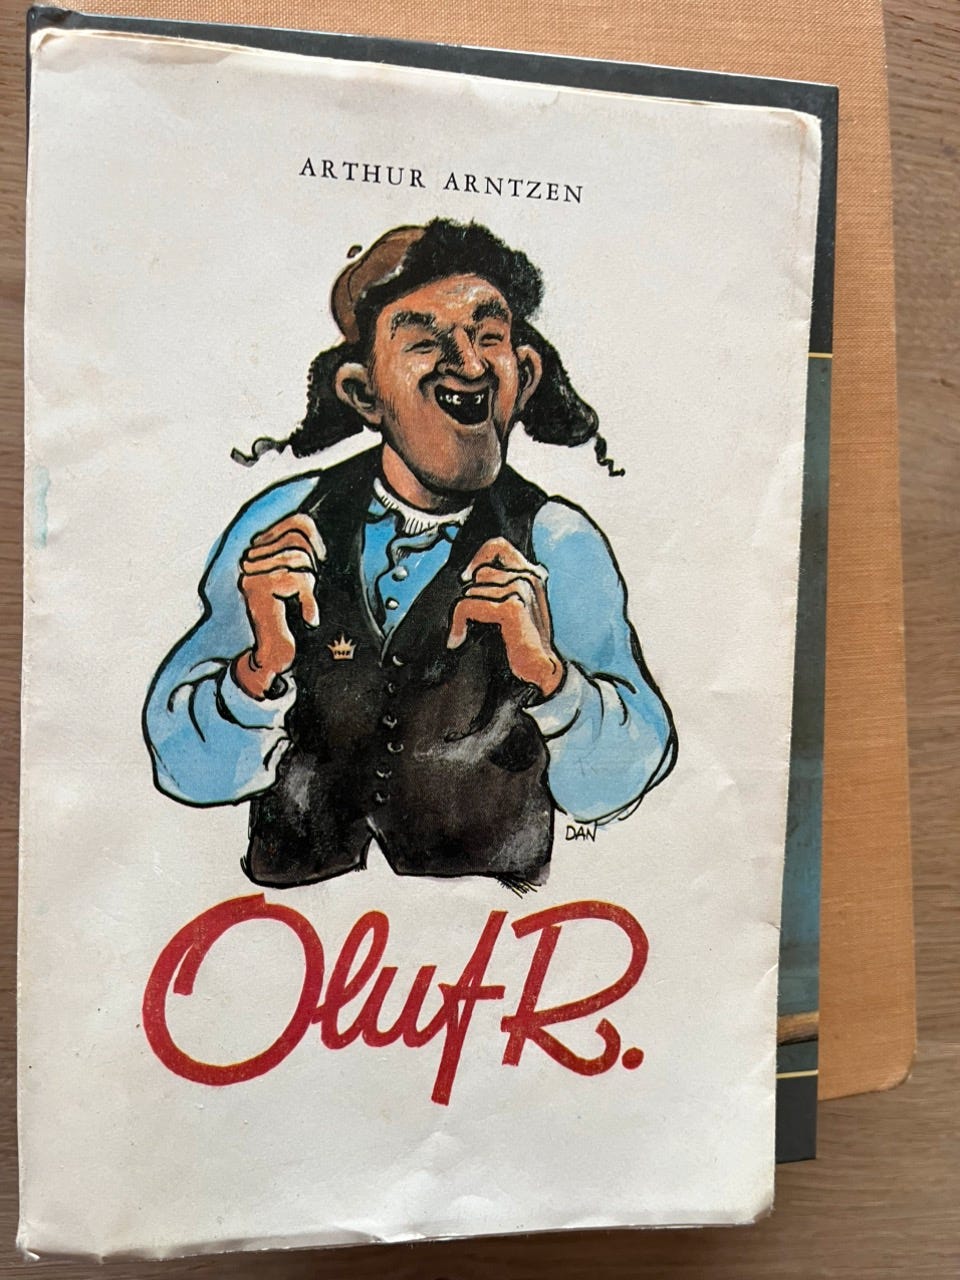 ARTHUR ARNTZEN
DAN
Oluf R.